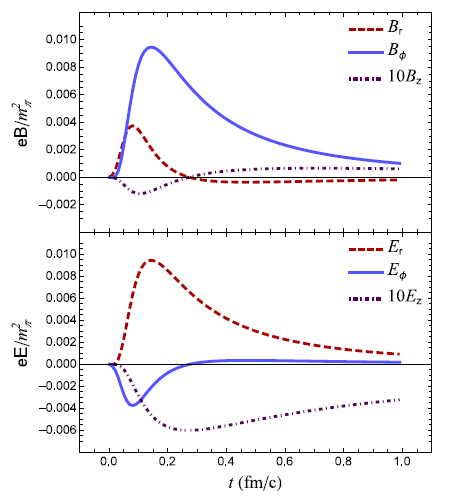 0.010
0.008
0.006
0.004
0.002
0.000
−0.002
eB/m²π
Br
Bϕ
10Bz
0.010
0.008
0.006
0.004
0.002
0.000
−0.002
−0.004
−0.006
eE/m²π
Er
Eϕ
10Ez
0.0 0.2 0.4 0.6 0.8 1.0
t (fm/c)